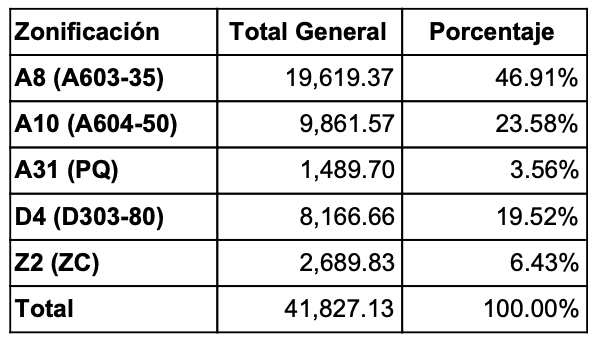 Zonificación Total General Porcentaje
A8 (A603-35) 19,619.37 46.91%
A10 (A604-50) 9,861.57 23.58%
A31 (PQ) 1,489.70 3.56%
D4 (D303-80) 8,166.66 19.52%
Z2 (ZC) 2,689.83 6.43%
Total 41,827.13 100.00%